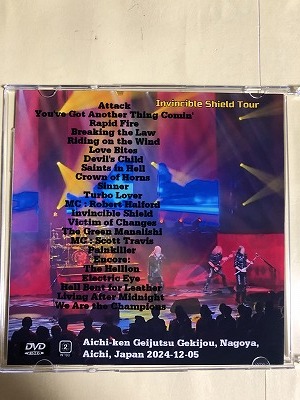 Invincible Shield Tour
Attack
You've Got Another Thing Comin'
Rapid Fire
Breaking the Law
Riding on the Wind
Love Bites
Devil's Child
Saints in Hell
Crown of Horns
Sinner
Turbo Lover
MC : Robert Halford
invincible Shield
Victim of Changes
The Green Manalishi
MC : Scott Travis
Painkiller
Encore:
The Hellion
Electric Eye
Hell Bent for Leather
Living After Midnight
We Are the Champions
DVD
2
Aichi-ken Geijutsu Gekijou, Nagoya,
Aichi, Japan 2024-12-05